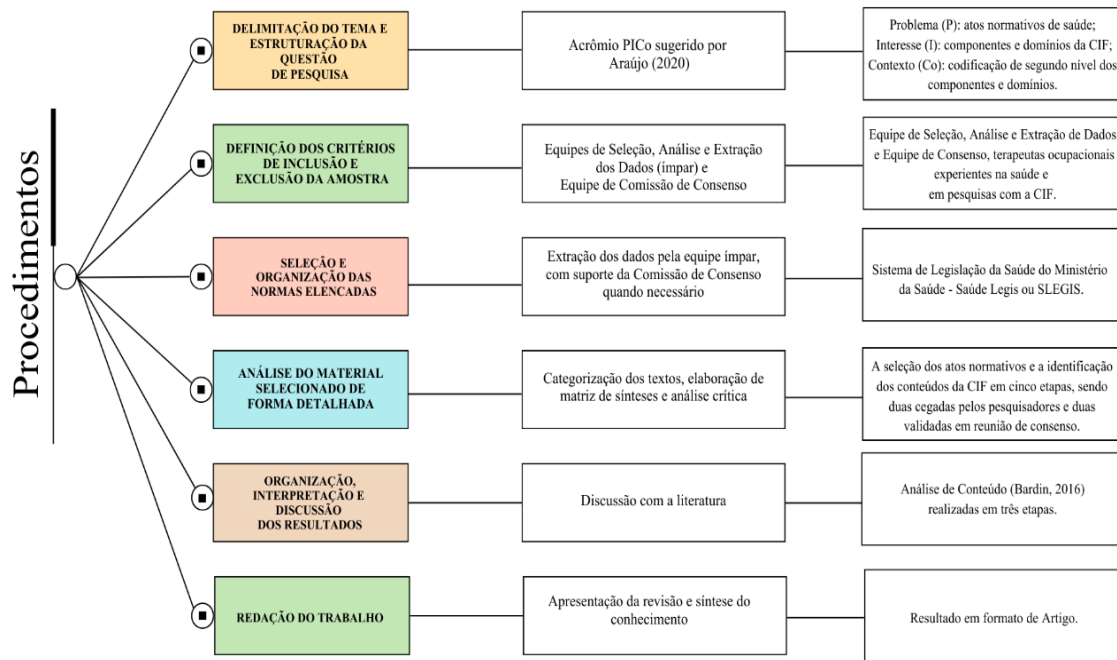 Procedimentos
DELIMITAÇÃO DO TEMA E
ESTRUTURAÇÃO DA
QUESTÃO
DE PESQUISA
Acrômio PICo sugerido por
Araújo (2020)
Problema (P): atos normativos de saúde;
Interesse (I): componentes e domínios da CIF;
Contexto (Co): codificação de segundo nível dos
componentes e domínios.
DEFINIÇÃO DOS CRITÉRIOS
DE INCLUSÃO E
EXCLUSÃO DA AMOSTRA
Equipes de Seleção, Análise e Extração
dos Dados (ímpar) e
Equipe de Comissão de Consenso
Equipe de Seleção, Análise e Extração de Dados
e Equipe de Consenso, terapeutas ocupacionais
experientes na saúde e
em pesquisas com a CIF.
SELEÇÃO E
ORGANIZAÇÃO DAS
NORMAS ELENCADAS
Extração dos dados pela equipe ímpar,
com suporte da Comissão de Consenso
quando necessário
Sistema de Legislação da Saúde do Ministério
da Saúde - Saúde Legis ou SLEGIS.
ANÁLISE DO MATERIAL
SELECIONADO DE
FORMA DETALHADA
Categorização dos textos, elaboração de
matriz de sínteses e análise crítica
A seleção dos atos normativos e a identificação
dos conteúdos da CIF em cinco etapas, sendo
duas cegadas pelos pesquisadores e duas
validadas em reunião de consenso.
ORGANIZAÇÃO,
INTERPRETAÇÃO E
DISCUSSÃO
DOS RESULTADOS
Discussão com a literatura
Análise de Conteúdo (Bardin, 2016)
realizadas em três etapas.
REDAÇÃO DO TRABALHO
Apresentação da revisão e síntese do
conhecimento
Resultado em formato de Artigo.